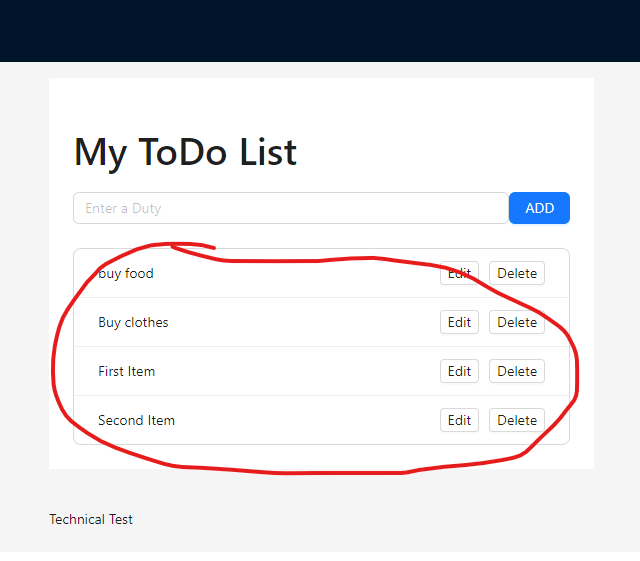 My ToDo List
Enter a Duty ADD
buy food Edit Delete
Buy clothes Edit Delete
First Item Edit Delete
Second Item Edit Delete
Technical Test